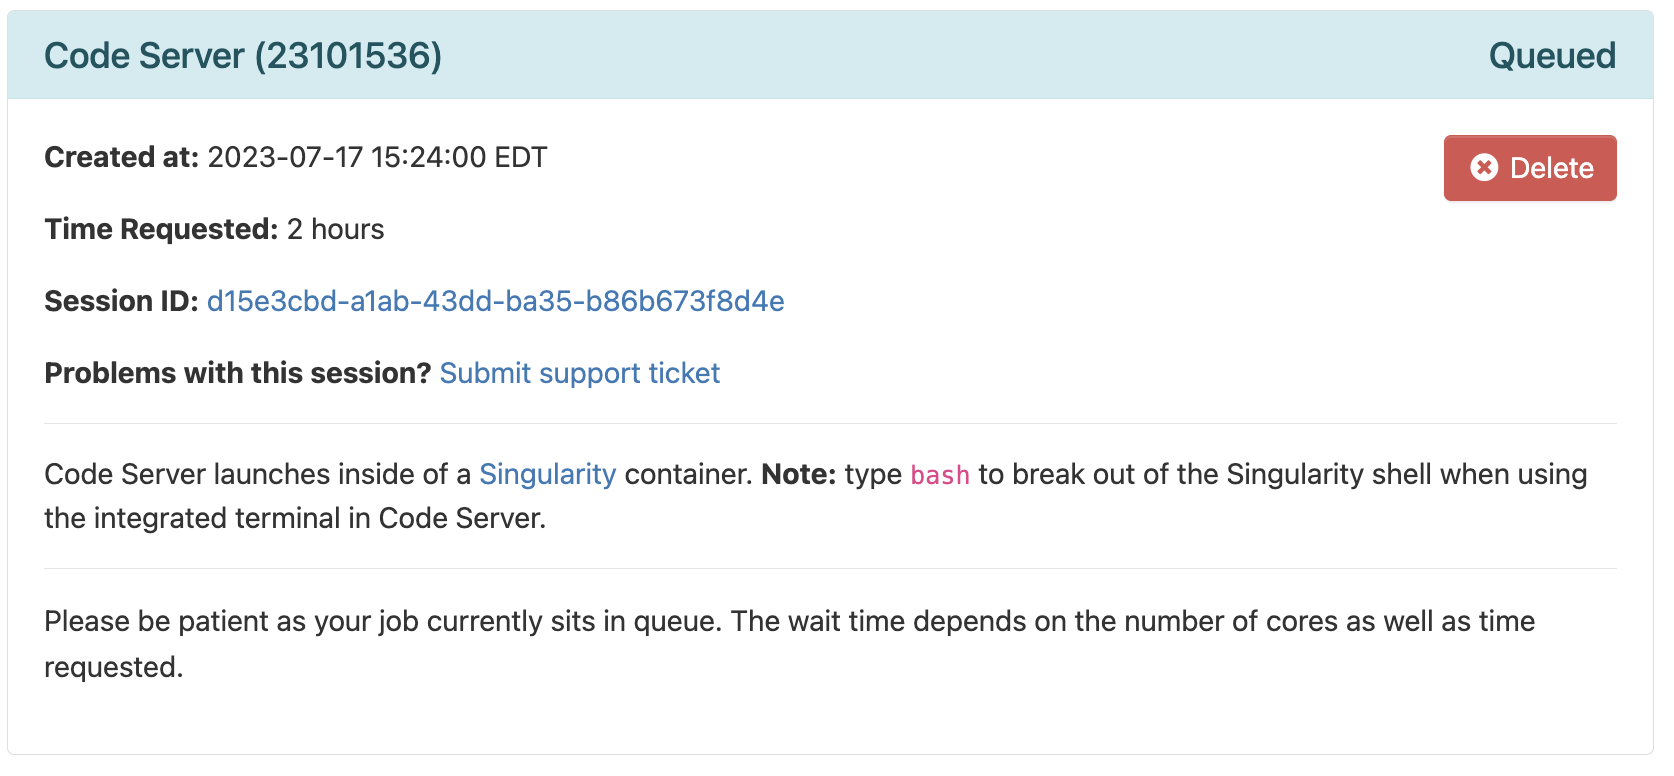 Code Server (23101536) Queued
Created at: 2023-07-17 15:24:00 EDT
Delete
Time Requested: 2 hours
Session ID: d15e3cbd-a1ab-43dd-ba35-b86b673f8d4e
Problems with this session? Submit support ticket
Code Server launches inside of a Singularity container. Note: type bash to break out of the Singularity shell when using
the integrated terminal in Code Server.
Please be patient as your job currently sits in queue. The wait time depends on the number of cores as well as time
requested.